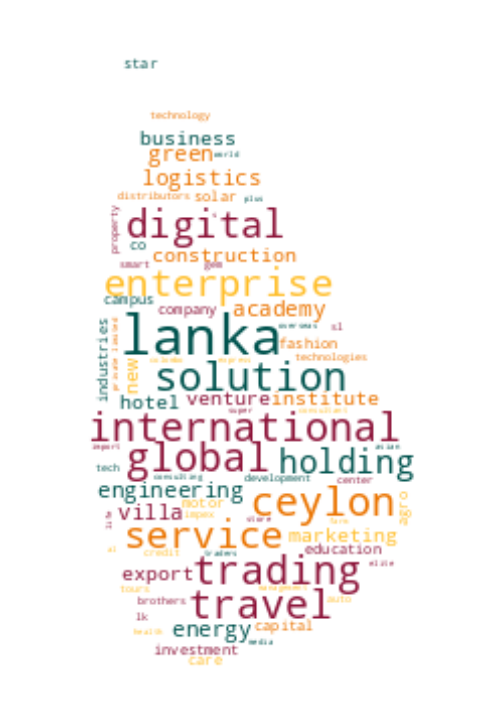 star
technology
business
green world
logistics
distributors solar plus
s
property digital
co
construction
smart gem
enterprise
campus
company academy
lanka overseas sl
industries private limited fashion
new colombo express technologies
solution
hotel venture institute
super consultant
international
import asian
global holding
tech consulting development center
engineering
motor ceylon agro
life villa impex store farm
service marketing
el credit traders education
trading elite
export
tours management
brothers travel auto
lk
health energy capital
media
investment
care